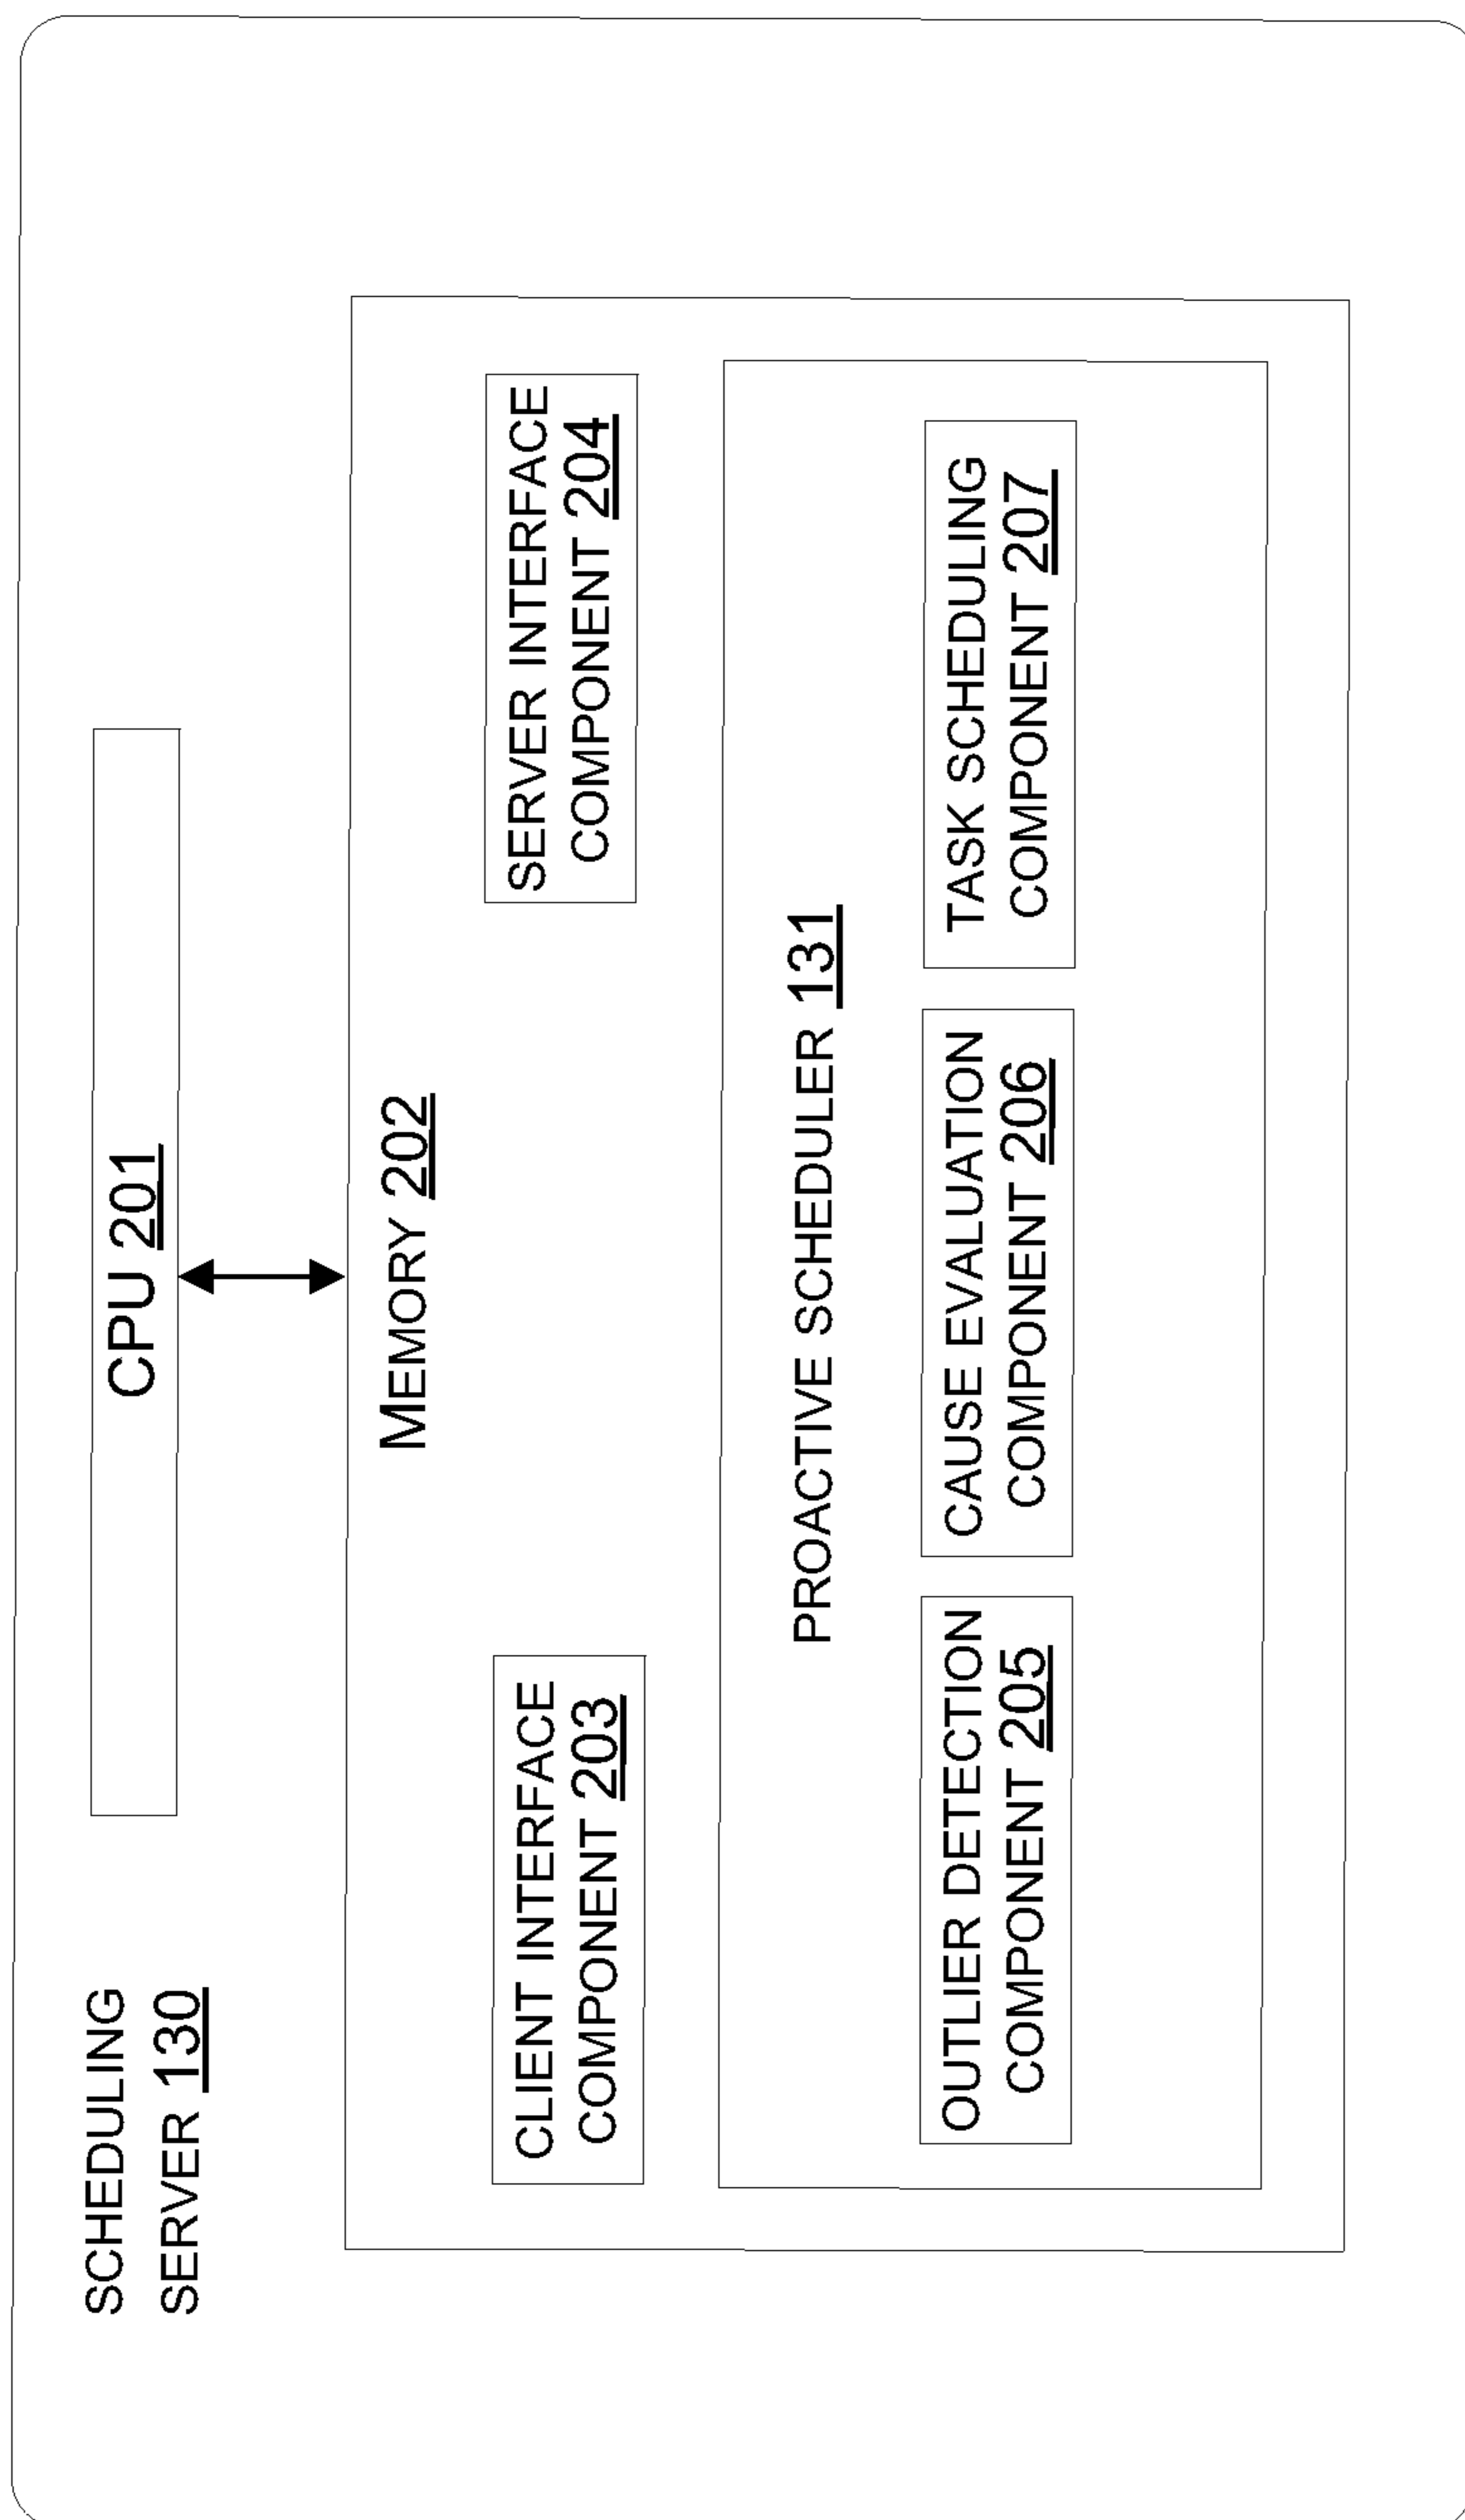 SCHEDULING
SERVER 130
CPU 201
MEMORY 202
CLIENT INTERFACE
COMPONENT 203
SERVER INTERFACE
COMPONENT 204
PROACTIVE SCHEDULER 131
OUTLIER DETECTION
COMPONENT 205
CAUSE EVALUATION
COMPONENT 206
TASK SCHEDULING
COMPONENT 207